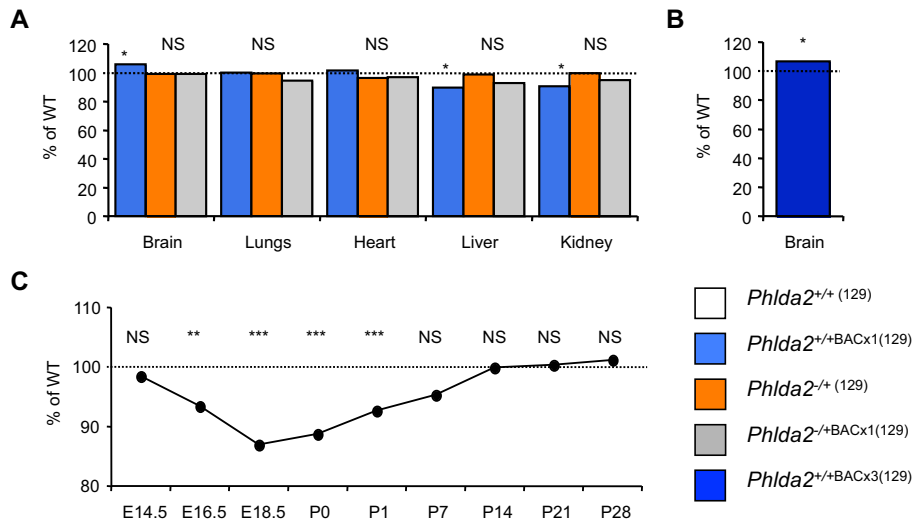 A
B
120
100
80
60
40
20
0
% of WT
* NS NS NS * NS * NS
Brain Lungs Heart Liver Kidney
120
100
80
60
40
20
0
% of WT
*
Brain
C
110
100
90
80
% of WT
NS ** *** *** *** NS NS NS NS
E14.5 E16.5 E18.5 P0 P1 P7 P14 P21 P28
Phlda2+/+ (129)
Phlda2+/+BACx1(129)
Phlda2-/+ (129)
Phlda2-/+BACx1(129)
Phlda2+/+BACx3(129)